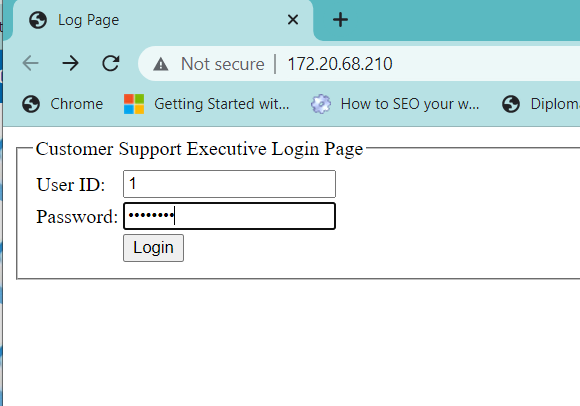 Log Page
Not secure | 172.20.68.210
Chrome Getting Started wit... How to SEO your w... Diplom
Customer Support Executive Login Page
User ID: 1
Password: ••••••••
Login